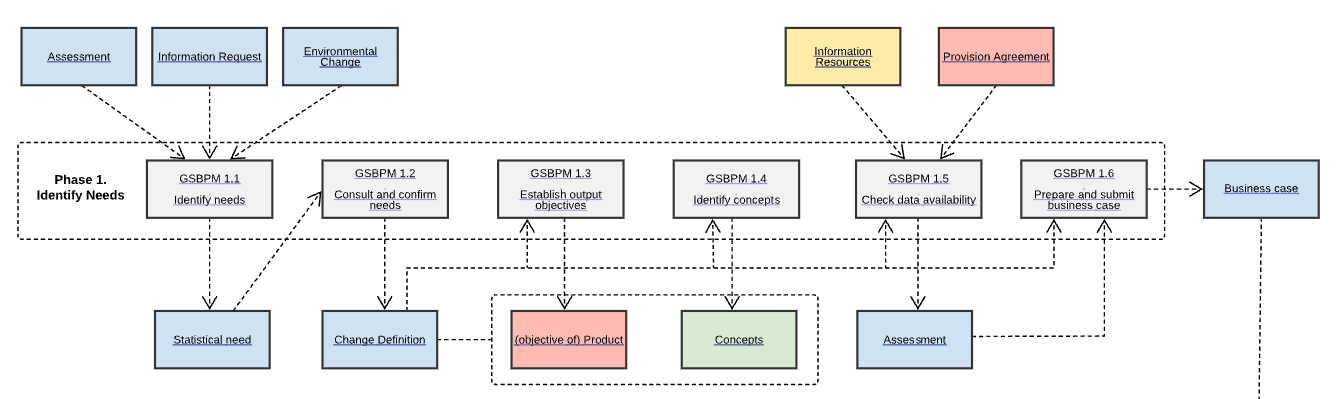 Assessment
Information Request
Environmental
Change
Information
Resources
Provision Agreement
Phase 1.
Identify Needs
GSBPM 1.1
Identify needs
GSBPM 1.2
Consult and confirm
needs
GSBPM 1.3
Establish output
objectives
GSBPM 1.4
Identify concepts
GSBPM 1.5
Check data availability
GSBPM 1.6
Prepare and submit
business case
Business case
Statistical need
Change Definition
(objective of) Product
Concepts
Assessment